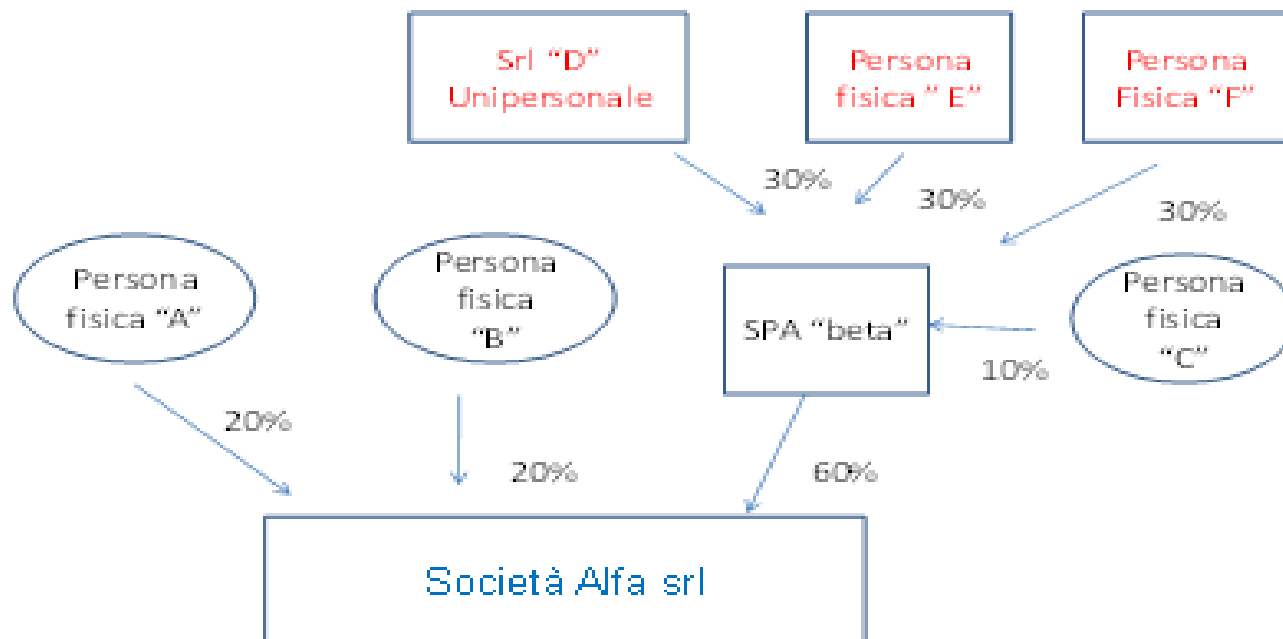 Srl “D”
Unipersonale
Persona
fisica “ E”
Persona
Fisica “F”
30%
30%
30%
Persona
fisica “A”
Persona
fisica
“B”
SPA “beta”
Persona
fisica
“C”
10%
20%
20%
60%
Società Alfa srl